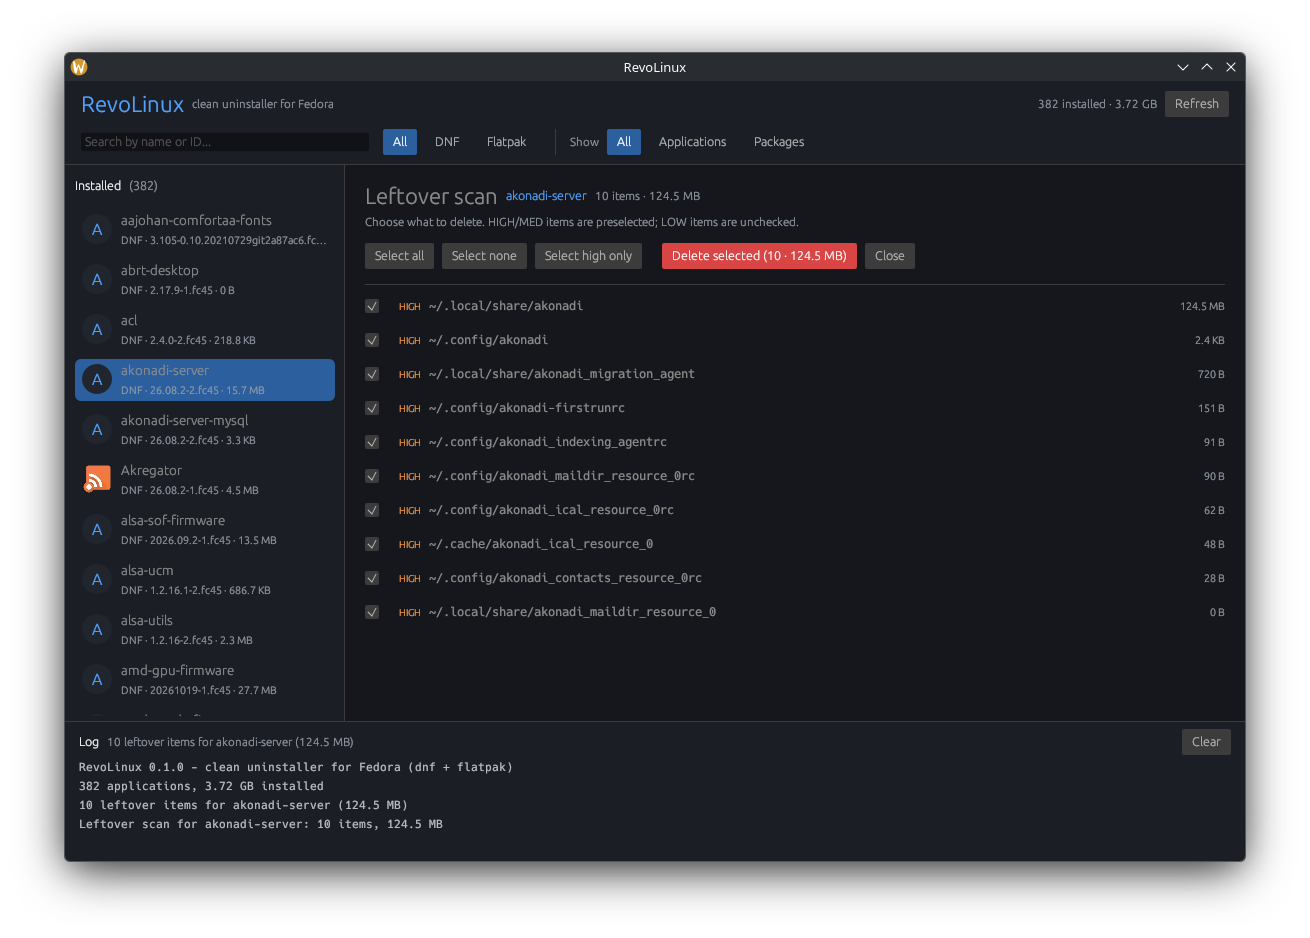 RevoLinux
RevoLinux clean uninstaller for Fedora
382 installed · 3.72 GB Refresh
Search by name or ID... All DNF Flatpak Show All Applications Packages
Installed (382)
A aajohan-comfortaa-fonts
DNF · 3.105-0.10.20210729git2a87ac6.fc...
A abrt-desktop
DNF · 2.17.9-1.fc45 · 0 B
A acl
DNF · 2.4.0-2.fc45 · 218.8 KB
A akonadi-server
DNF · 26.08.2-2.fc45 · 15.7 MB
A akonadi-server-mysql
DNF · 26.08.2-2.fc45 · 3.3 KB
Akregator
DNF · 26.08.2-1.fc45 · 4.5 MB
A alsa-sof-firmware
DNF · 2026.09.2-1.fc45 · 13.5 MB
A alsa-ucm
DNF · 1.2.16.1-2.fc45 · 686.7 KB
A alsa-utils
DNF · 1.2.16-2.fc45 · 2.3 MB
A amd-gpu-firmware
DNF · 20261019-1.fc45 · 27.7 MB
Leftover scan akonadi-server 10 items · 124.5 MB
Choose what to delete. HIGH/MED items are preselected; LOW items are unchecked.
Select all Select none Select high only Delete selected (10 · 124.5 MB) Close
HIGH ~/.local/share/akonadi 124.5 MB
HIGH ~/.config/akonadi 2.4 KB
HIGH ~/.local/share/akonadi_migration_agent 720 B
HIGH ~/.config/akonadi-firstrunrc 151 B
HIGH ~/.config/akonadi_indexing_agentrc 91 B
HIGH ~/.config/akonadi_maildir_resource_0rc 90 B
HIGH ~/.config/akonadi_ical_resource_0rc 62 B
HIGH ~/.cache/akonadi_ical_resource_0 48 B
HIGH ~/.config/akonadi_contacts_resource_0rc 28 B
HIGH ~/.local/share/akonadi_maildir_resource_0 0 B
Log 10 leftover items for akonadi-server (124.5 MB) Clear
RevoLinux 0.1.0 - clean uninstaller for Fedora (dnf + flatpak)
382 applications, 3.72 GB installed
10 leftover items for akonadi-server (124.5 MB)
Leftover scan for akonadi-server: 10 items, 124.5 MB